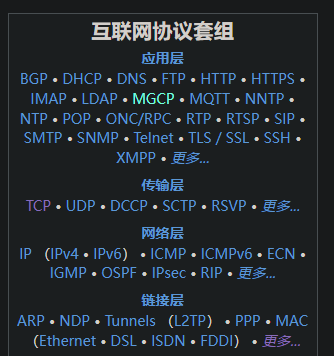 互联网协议套组
应用层
BGP • DHCP • DNS • FTP • HTTP • HTTPS •
IMAP • LDAP • MGCP • MQTT • NNTP •
NTP • POP • ONC/RPC • RTP • RTSP • SIP •
SMTP • SNMP • Telnet • TLS / SSL • SSH •
XMPP • 更多...
传输层
TCP • UDP • DCCP • SCTP • RSVP • 更多...
网络层
IP （IPv4 • IPv6） • ICMP • ICMPv6 • ECN •
IGMP • OSPF • IPsec • RIP • 更多...
链接层
ARP • NDP • Tunnels （L2TP） • PPP • MAC
(Ethernet • DSL • ISDN • FDDI） • 更多...